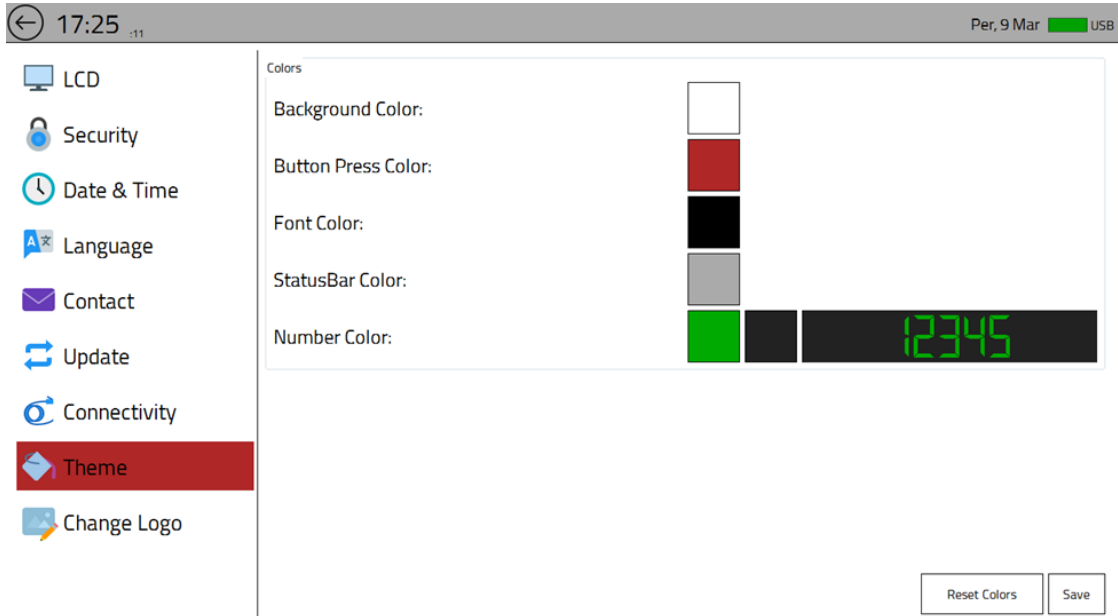 17:25 :11
Per, 9 Mar USB
LCD
Security
Date & Time
Language
Contact
Update
Connectivity
Theme
Change Logo
Colors
Background Color:
Button Press Color:
Font Color:
StatusBar Color:
Number Color:
12345
Reset Colors
Save